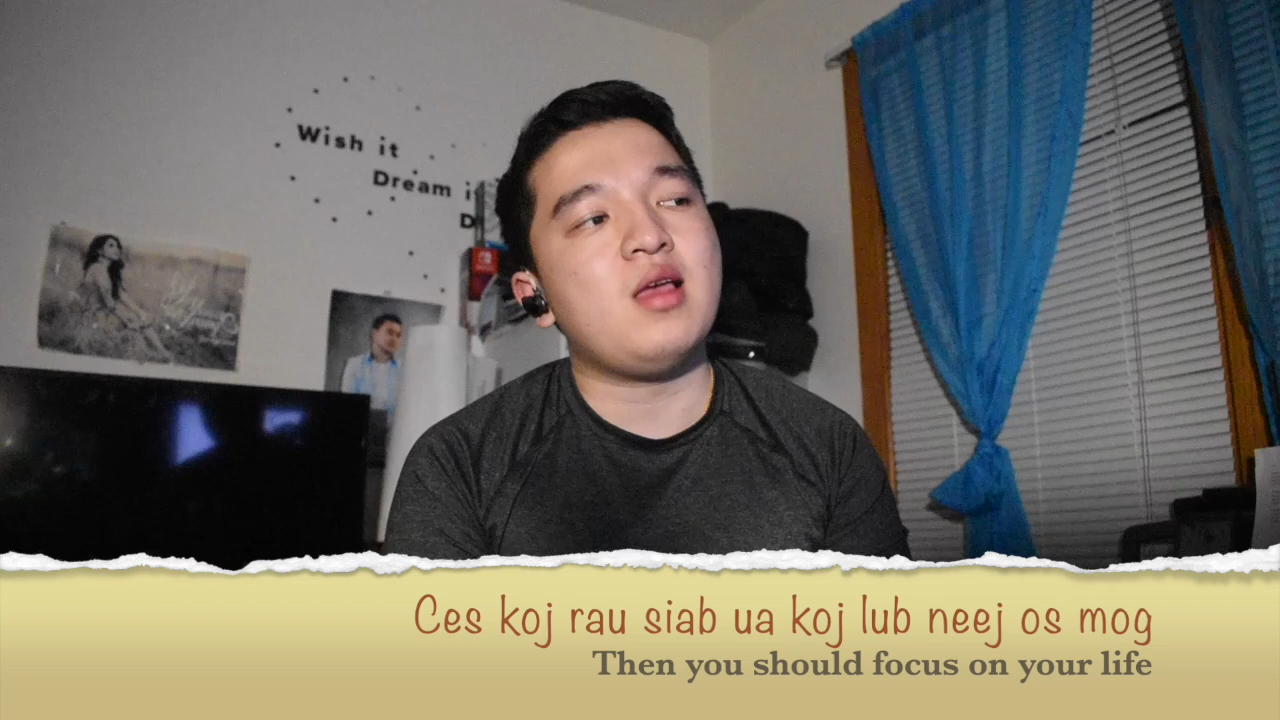 Wish it
Dream i
D
Ces koj rau siab ua koj lub neej os mog
Then you should focus on your life